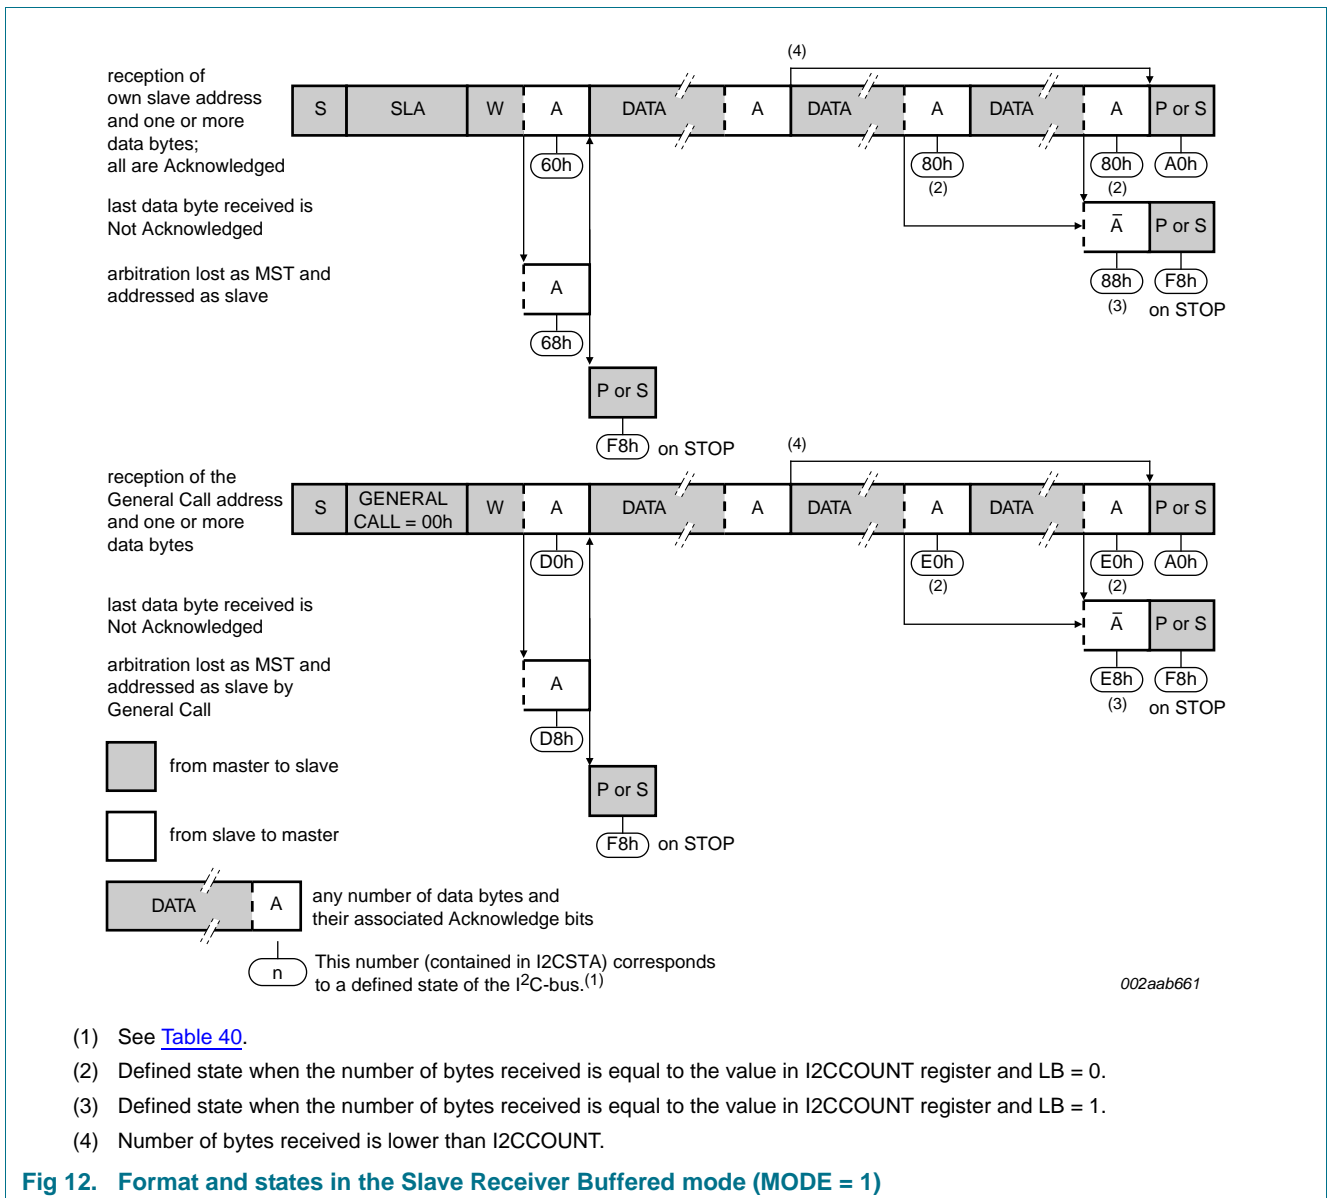 (4)
reception of
own slave address
and one or more
data bytes;
all are Acknowledged
S SLA W A DATA A DATA A DATA A P or S
60h 80h 80h A0h
(2) (2)
last data byte received is
Not Acknowledged
A P or S
88h F8h
(3) on STOP
arbitration lost as MST and
addressed as slave
A
68h
P or S
F8h on STOP
(4)
reception of the
General Call address
and one or more
data bytes
S GENERAL CALL = 00h W A DATA A DATA A DATA A P or S
D0h E0h E0h A0h
(2) (2)
last data byte received is
Not Acknowledged
A P or S
E8h F8h
(3) on STOP
arbitration lost as MST and
addressed as slave by
General Call
A
D8h
P or S
F8h on STOP
from master to slave
from slave to master
DATA A
any number of data bytes and
their associated Acknowledge bits
n
This number (contained in I2CSTA) corresponds
to a defined state of the I2C-bus.(1)
002aab661
(1) See Table 40.
(2) Defined state when the number of bytes received is equal to the value in I2CCOUNT register and LB = 0.
(3) Defined state when the number of bytes received is equal to the value in I2CCOUNT register and LB = 1.
(4) Number of bytes received is lower than I2CCOUNT.
Fig 12. Format and states in the Slave Receiver Buffered mode (MODE = 1)